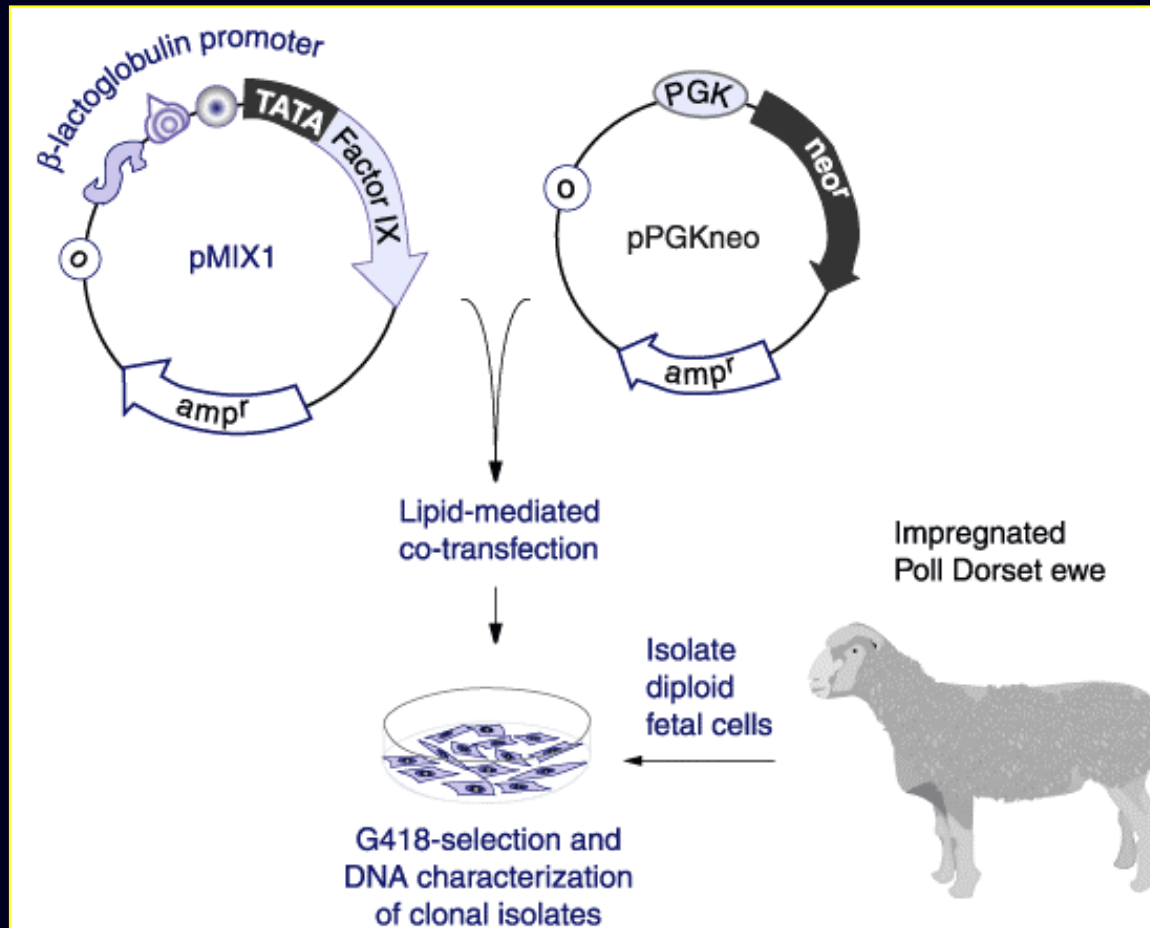 β-lactoglobulin promoter
TATA
Factor IX
o
pMIX1
ampr
PGK
neor
o
pPGKneo
ampr
Lipid-mediated
co-transfection
Impregnated
Poll Dorset ewe
Isolate
diploid
fetal cells
G418-selection and
DNA characterization
of clonal isolates